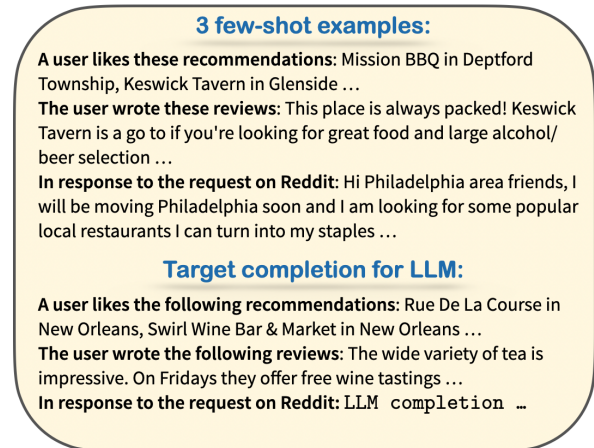 3 few-shot examples:
A user likes these recommendations: Mission BBQ in Deptford
Township, Keswick Tavern in Glenside ...
The user wrote these reviews: This place is always packed! Keswick
Tavern is a go to if you're looking for great food and large alcohol/
beer selection ...
In response to the request on Reddit: Hi Philadelphia area friends, I
will be moving Philadelphia soon and I am looking for some popular
local restaurants I can turn into my staples ...
Target completion for LLM:
A user likes the following recommendations: Rue De La Course in
New Orleans, Swirl Wine Bar & Market in New Orleans ...
The user wrote the following reviews: The wide variety of tea is
impressive. On Fridays they offer free wine tastings ...
In response to the request on Reddit: LLM completion ...